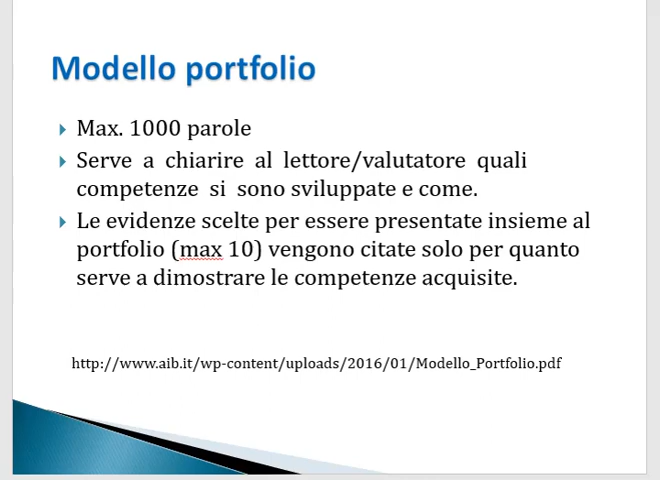 Modello portfolio
Max. 1000 parole
Serve a chiarire al lettore/valutatore quali
competenze si sono sviluppate e come.
Le evidenze scelte per essere presentate insieme al
portfolio (max 10) vengono citate solo per quanto
serve a dimostrare le competenze acquisite.
http://www.aib.it/wp-content/uploads/2016/01/Modello_Portfolio.pdf